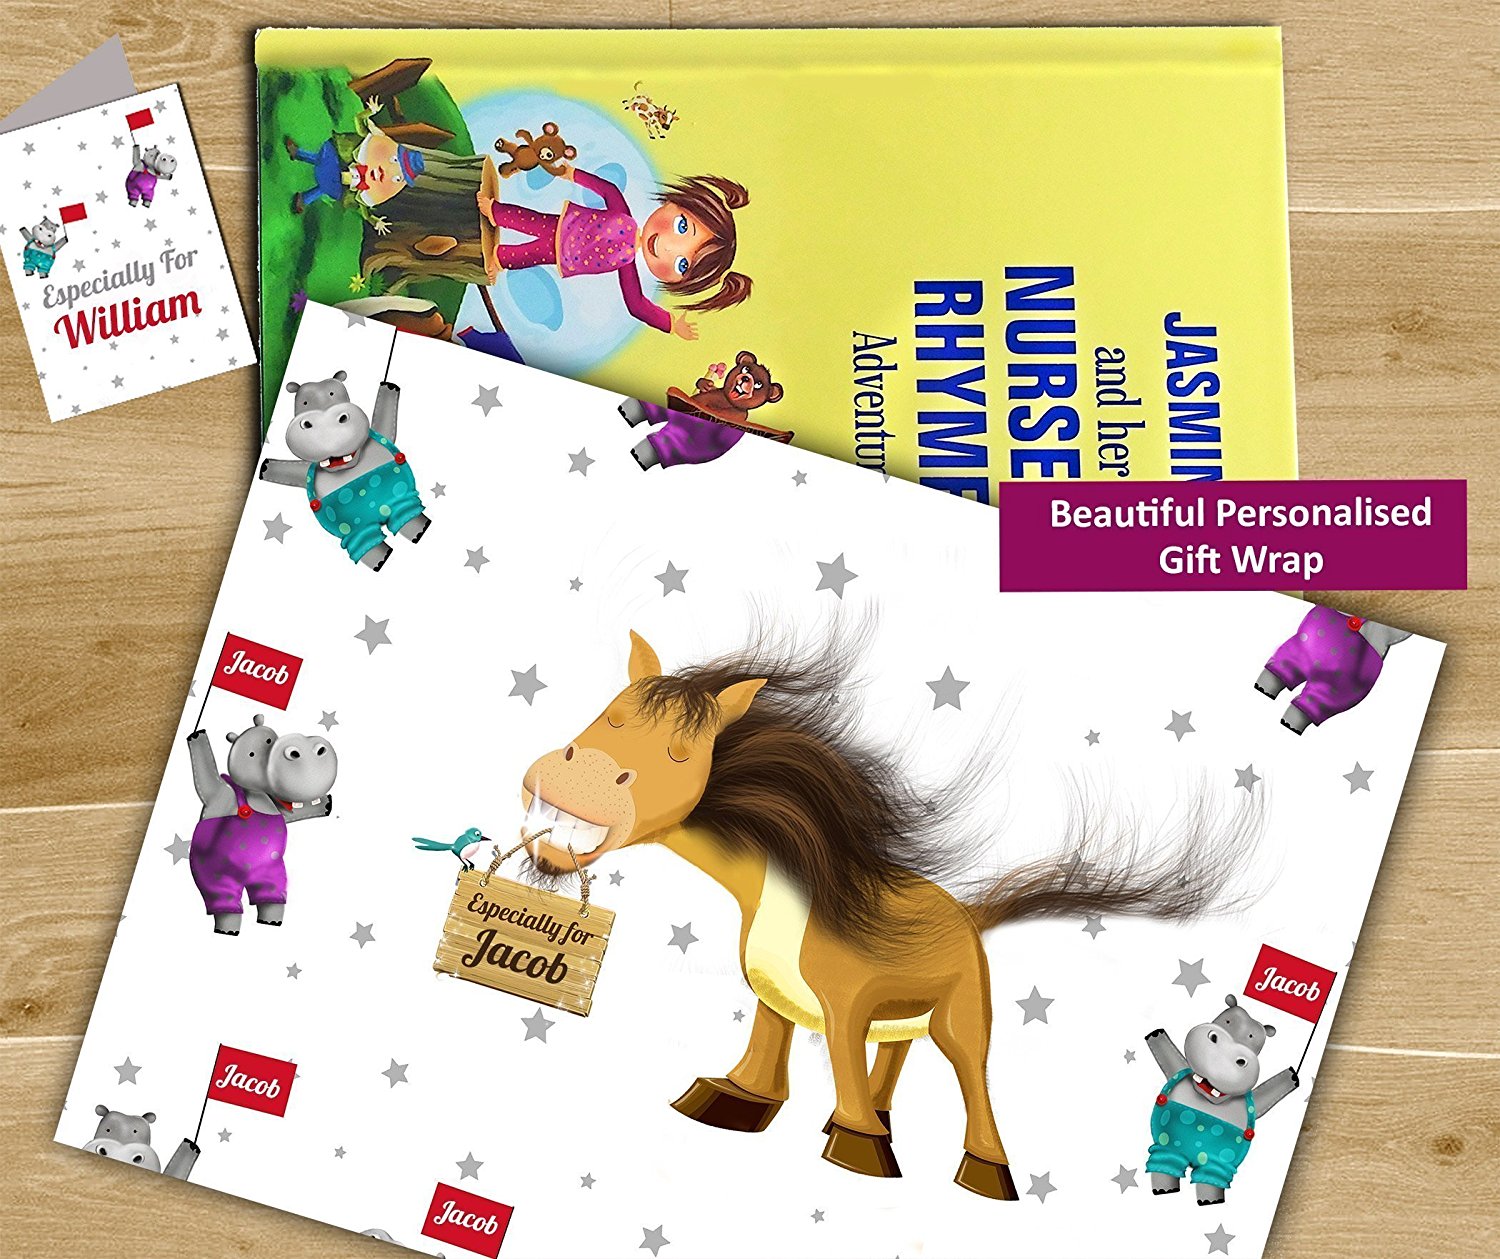 Especially For
William
JASMIN
and her
NURSE
RHYME
Adventur
Beautiful Personalised
Gift Wrap
Jacob
Especially for
Jacob
Jacob
Jacob
Jacob